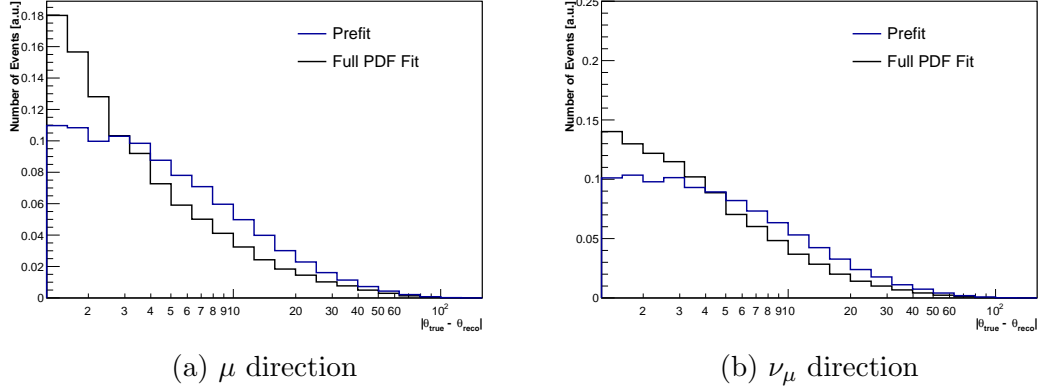 Number of Events [a.u.]
0.18
0.16
0.14
0.12
0.1
0.08
0.06
0.04
0.02
0
Prefit
Full PDF Fit
2 3 4 5 6 7 8 910 20 30 40 50 60 10²
|θtrue - θreco|
(a) μ direction
Number of Events [a.u.]
0.25
0.2
0.15
0.1
0.05
0
Prefit
Full PDF Fit
2 3 4 5 6 7 8 910 20 30 40 50 60 10²
|θtrue - θreco|
(b) νμ direction